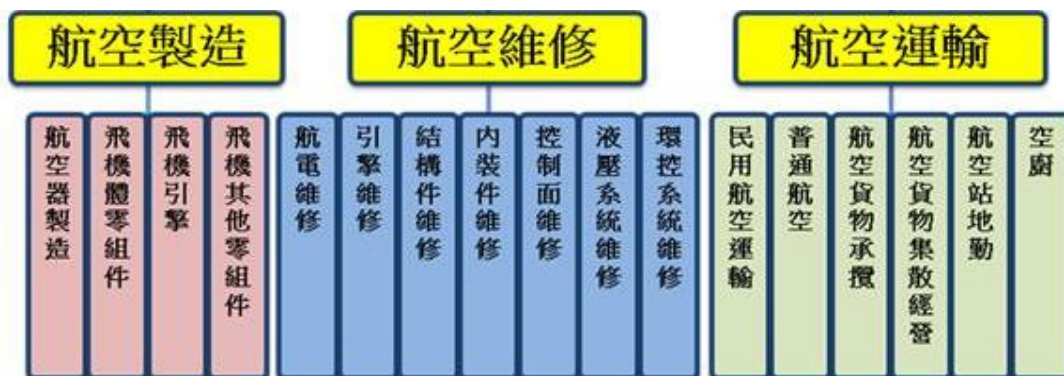 航空製造
航空維修
航空運輸
航空器製造
飛機體零組件
飛機引擎
飛機其他零組件
航電維修
引擎維修
結構件維修
內裝件維修
控制面維修
液壓系統維修
環控系統維修
民用航空運輸
普通航空
航空貨物承攬
航空貨物集散經營
航空站地勤
空廚